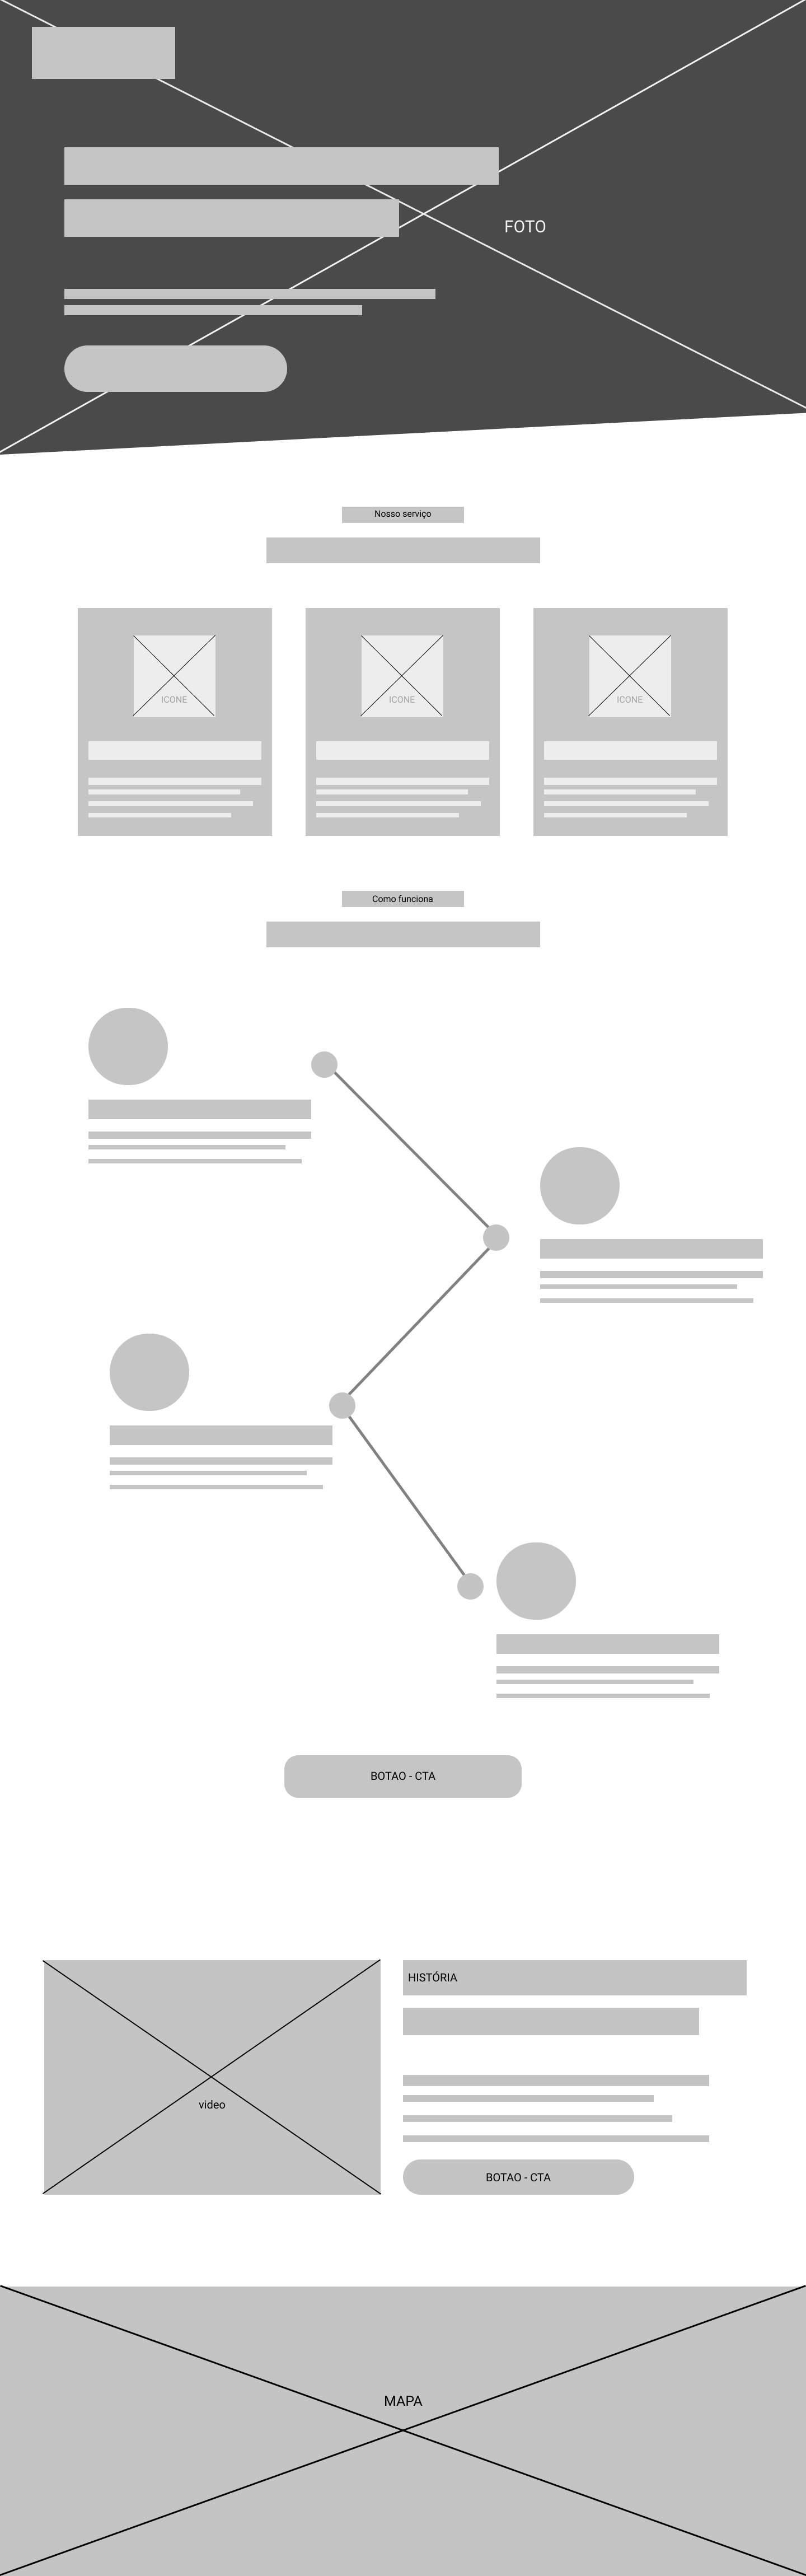 FOTO
Nosso serviço
ICONE
ICONE
ICONE
Como funciona
BOTAO - CTA
video
HISTÓRIA
BOTAO - CTA
MAPA